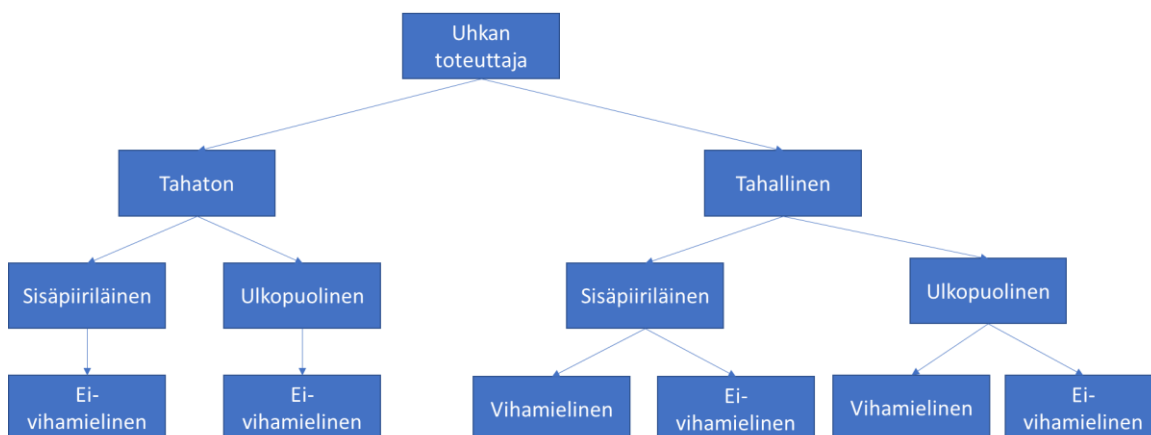 Uhkan
toteuttaja
Tahaton
Tahallinen
Sisäpiiriläinen
Ulkopuolinen
Sisäpiiriläinen
Ulkopuolinen
Ei-
vihamielinen
Ei-
vihamielinen
Vihamielinen
Ei-
vihamielinen
Vihamielinen
Ei-
vihamielinen